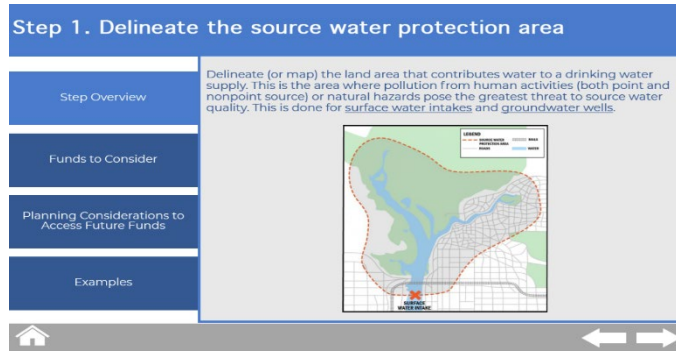 Step 1. Delineate the source water protection area
Step Overview
Funds to Consider
Planning Considerations to
Access Future Funds
Examples
Delineate (or map) the land area that contributes water to a drinking water
supply. This is the area where pollution from human activities (both point and
nonpoint source) or natural hazards pose the greatest threat to source water
quality. This is done for surface water intakes and groundwater wells.
LEGEND
SOURCE WATER
PROTECTION AREA
ROADS
RAILS
WATER
SURFACE
WATER INTAKE